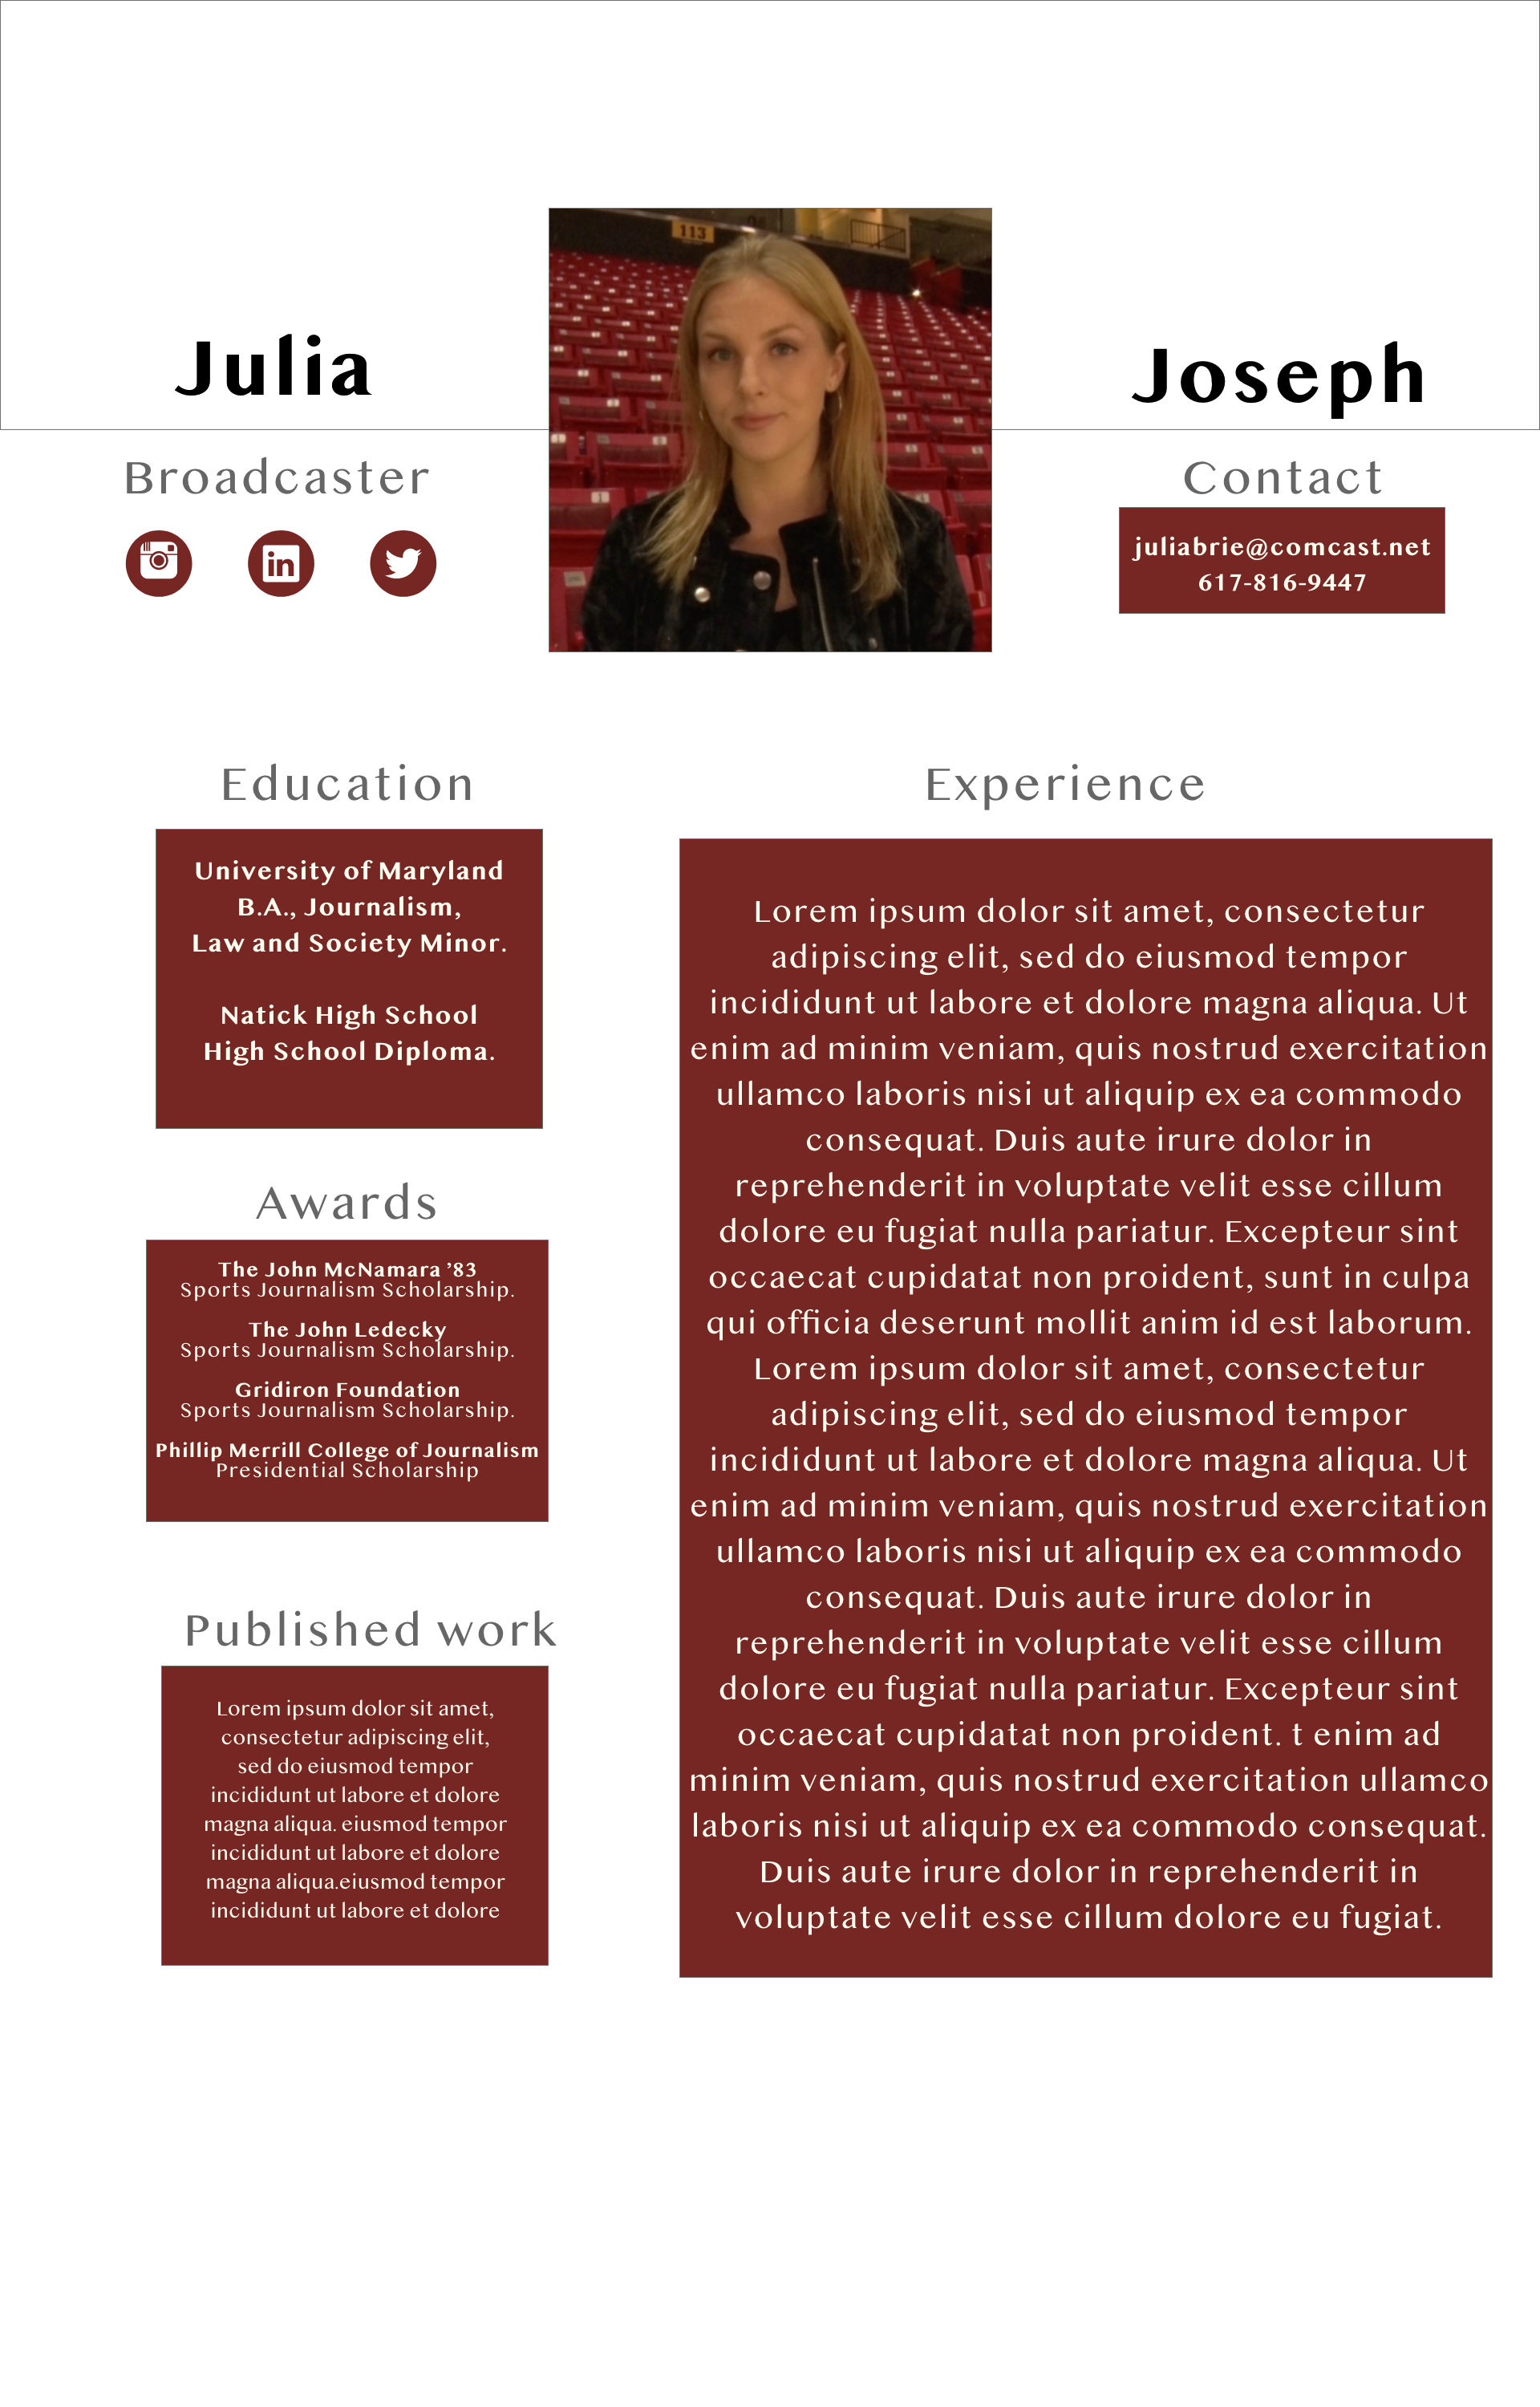 113
Julia
Joseph
Broadcaster
Contact
in
juliabrie@comcast.net
617-816-9447
Education
University of Maryland
B.A., Journalism,
Law and Society Minor.
Natick High School
High School Diploma.
Awards
The John McNamara ’83
Sports Journalism Scholarship.
The John Ledecky
Sports Journalism Scholarship.
Gridiron Foundation
Sports Journalism Scholarship.
Phillip Merrill College of Journalism
Presidential Scholarship
Published work
Lorem ipsum dolor sit amet,
consectetur adipiscing elit,
sed do eiusmod tempor
incididunt ut labore et dolore
magna aliqua. eiusmod tempor
incididunt ut labore et dolore
magna aliqua.eiusmod tempor
incididunt ut labore et dolore
Experience
Lorem ipsum dolor sit amet, consectetur
adipiscing elit, sed do eiusmod tempor
incididunt ut labore et dolore magna aliqua. Ut
enim ad minim veniam, quis nostrud exercitation
ullamco laboris nisi ut aliquip ex ea commodo
consequat. Duis aute irure dolor in
reprehenderit in voluptate velit esse cillum
dolore eu fugiat nulla pariatur. Excepteur sint
occaecat cupidatat non proident, sunt in culpa
qui officia deserunt mollit anim id est laborum.
Lorem ipsum dolor sit amet, consectetur
adipiscing elit, sed do eiusmod tempor
incididunt ut labore et dolore magna aliqua. Ut
enim ad minim veniam, quis nostrud exercitation
ullamco laboris nisi ut aliquip ex ea commodo
consequat. Duis aute irure dolor in
reprehenderit in voluptate velit esse cillum
dolore eu fugiat nulla pariatur. Excepteur sint
occaecat cupidatat non proident. t enim ad
minim veniam, quis nostrud exercitation ullamco
laboris nisi ut aliquip ex ea commodo consequat.
Duis aute irure dolor in reprehenderit in
voluptate velit esse cillum dolore eu fugiat.